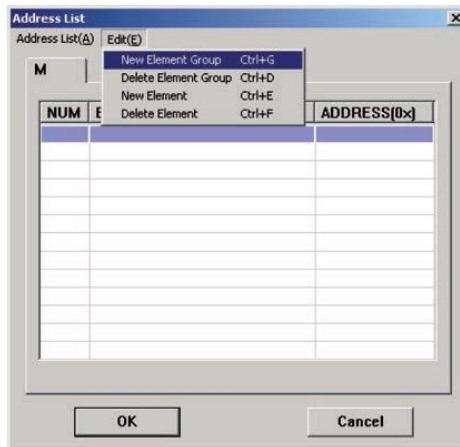 Address List
Address List(A) Edit(E)
New Element Group Ctrl+G
Delete Element Group Ctrl+D
New Element Ctrl+E
Delete Element Ctrl+F
M
NUM E ADDRESS(0x)
OK Cancel